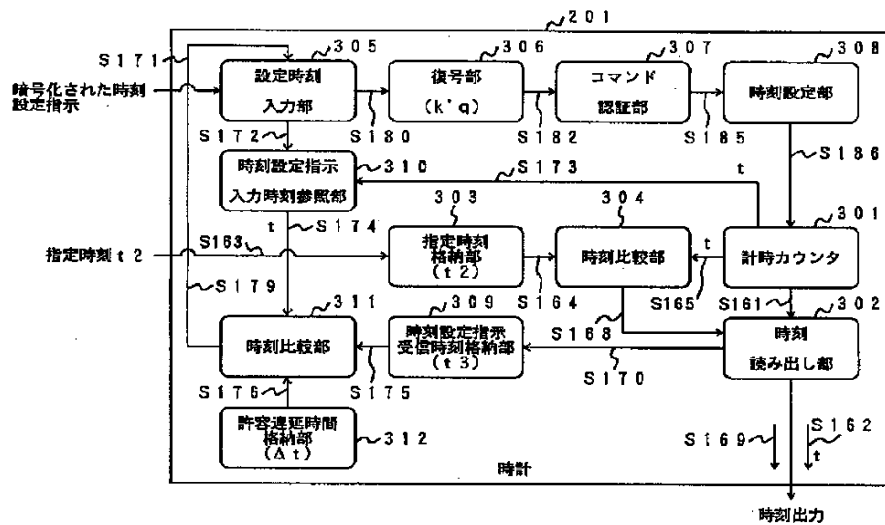 201
S171
305
306
307
308
暗号化された時刻
設定指示
設定時刻
入力部
復号部
(k'q)
コマンド
認証部
時刻設定部
S172
S180
S182
S185
S186
310
S173
t
時刻設定指示
入力時刻参照部
303
304
301
t
S174
指定時刻t2
S163
指定時刻
格納部
(t2)
時刻比較部
t
計時カウンタ
S179
S164
S165
S161
302
311
309
S168
時刻比較部
時刻設定指示
受信時刻格納部
(t3)
時刻
読み出し部
S176
S175
S170
許容遅延時間
格納部
(Δt)
312
S169
S162
t
時計
時刻出力